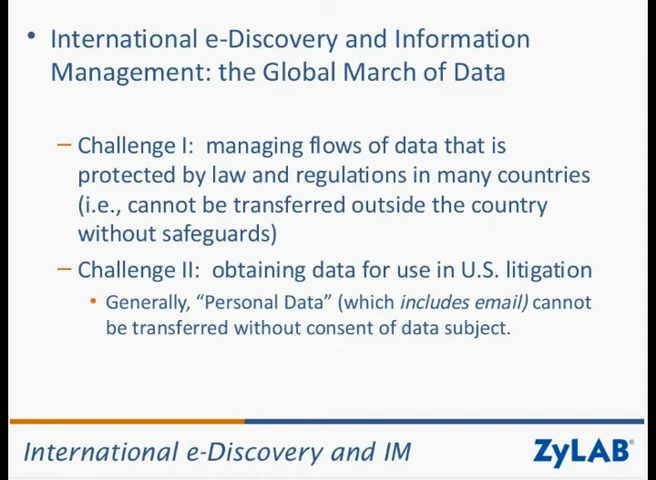 • International e-Discovery and Information
Management: the Global March of Data
– Challenge I: managing flows of data that is
protected by law and regulations in many countries
(i.e., cannot be transferred outside the country
without safeguards)
– Challenge II: obtaining data for use in U.S. litigation
• Generally, “Personal Data” (which includes email) cannot
be transferred without consent of data subject.
International e-Discovery and IM
ZyLAB®